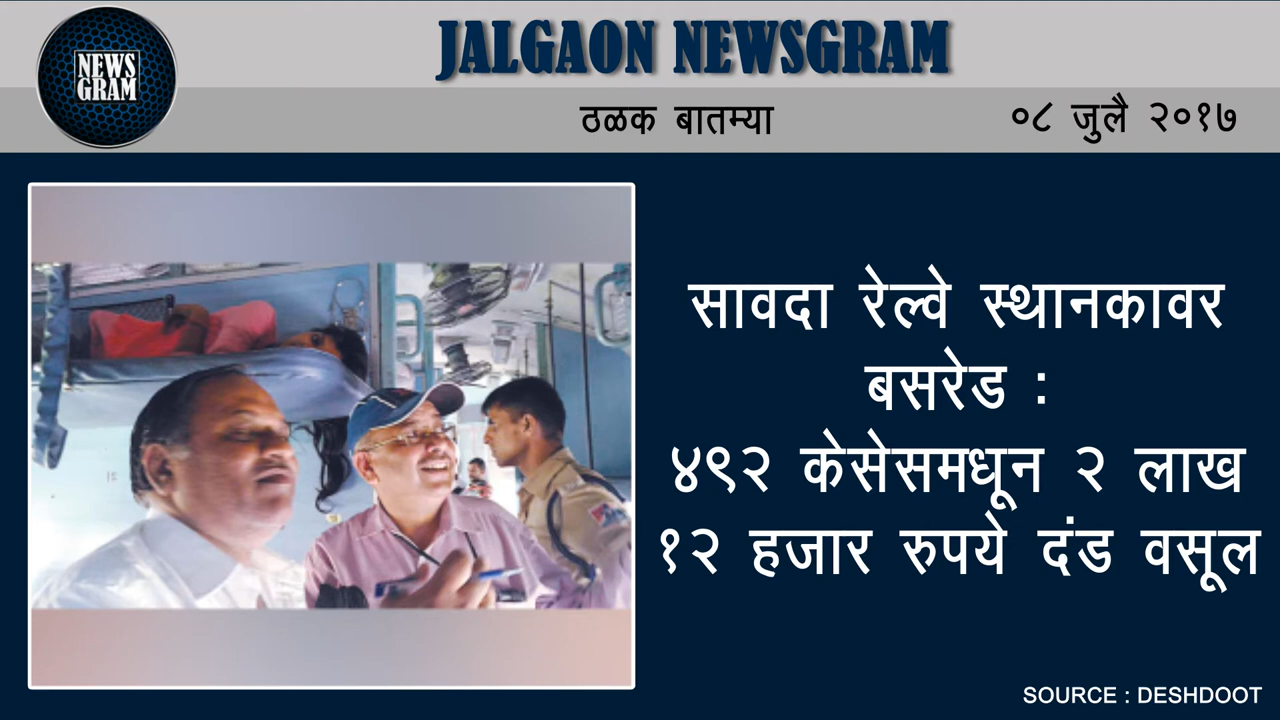 NEWS
GRAM
JALGAON NEWSGRAM
ठळक बातम्या
०८ जुलै २०१७
सावदा रेल्वे स्थानकावर
बसरेड :
४९२ केसेसमधून २ लाख
१२ हजार रुपये दंड वसूल
SOURCE : DESHDOOT